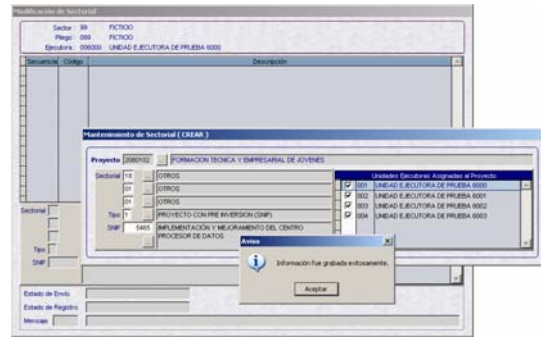 Modificación de Sectorial
Sector : 99 FICTICIO
Pliego : 099 FICTICIO
Ejecutora : 006000 UNIDAD EJECUTORA DE PRUEBA 6000
Secuencia Código Descripción
Mantenimiento de Sectorial ( CREAR )
Proyecto 2080102 ... FORMACION TECNICA Y EMPRESARIAL DE JOVENES
Sectorial 18 ... OTROS
01 ... OTROS
01 ... OTROS
Tipo 1 ... PROYECTO CON PRE INVERSION (SNIP)
SNIP 5465 IMPLEMENTACIÓN Y MEJORAMIENTO DEL CENTRO
... PROCESOR DE DATOS
Unidades Ejecutoras Asignadas al Proyecto
001 UNIDAD EJECUTORA DE PRUEBA 6000
002 UNIDAD EJECUTORA DE PRUEBA 6001
003 UNIDAD EJECUTORA DE PRUEBA 6002
004 UNIDAD EJECUTORA DE PRUEBA 6003
Sectorial
Tipo
SNIP
Aviso
Información fue grabada exitosamente.
Aceptar
Estado de Envío
Estado de Registro
Mensaje